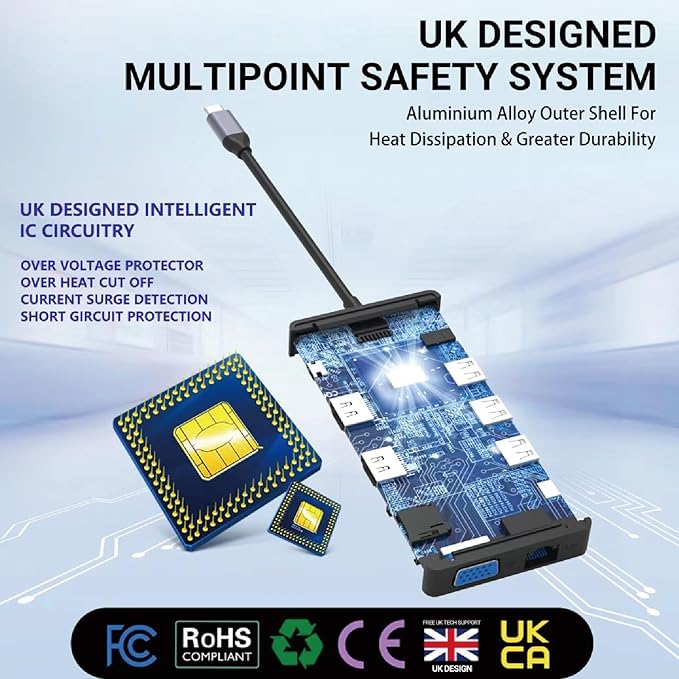 UK DESIGNED
MULTIPOINT SAFETY SYSTEM
Aluminium Alloy Outer Shell For
Heat Dissipation & Greater Durability
UK DESIGNED INTELLIGENT
IC CIRCUITRY
OVER VOLTAGE PROTECTOR
OVER HEAT CUT OFF
CURRENT SURGE DETECTION
SHORT GIRCUIT PROTECTION
FC
RoHS
COMPLIANT
CE
FREE UK TECH SUPPORT
UK DESIGN
UK
CA